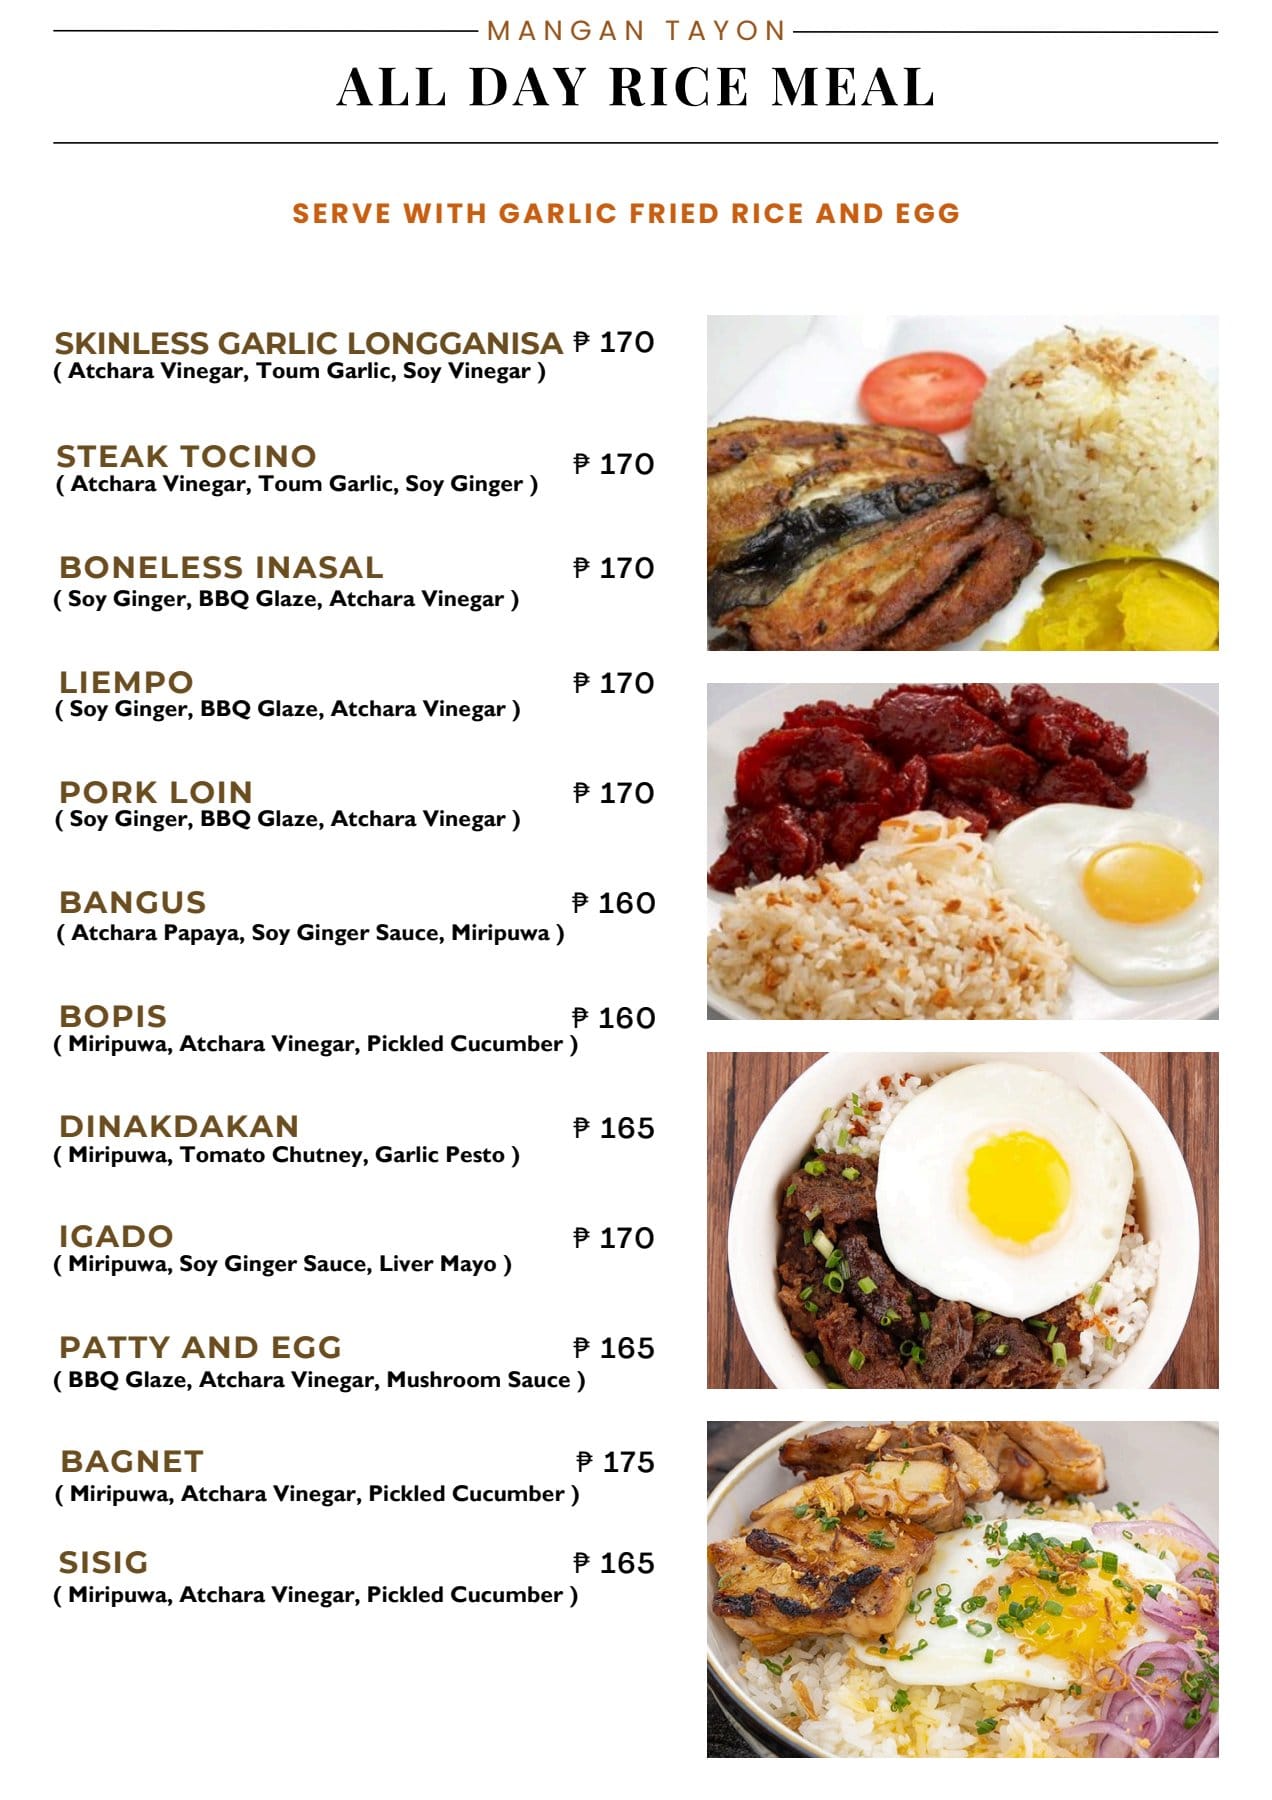 MANGAN TAYON
ALL DAY RICE MEAL
SERVE WITH GARLIC FRIED RICE AND EGG
SKINLESS GARLIC LONGGANISA ₱ 170
( Atchara Vinegar, Toum Garlic, Soy Vinegar )
STEAK TOCINO ₱ 170
( Atchara Vinegar, Toum Garlic, Soy Ginger )
BONELESS INASAL ₱ 170
( Soy Ginger, BBQ Glaze, Atchara Vinegar )
LIEMPO ₱ 170
( Soy Ginger, BBQ Glaze, Atchara Vinegar )
PORK LOIN ₱ 170
( Soy Ginger, BBQ Glaze, Atchara Vinegar )
BANGUS ₱ 160
( Atchara Papaya, Soy Ginger Sauce, Miripuwa )
BOPIS ₱ 160
( Miripuwa, Atchara Vinegar, Pickled Cucumber )
DINAKDAKAN ₱ 165
( Miripuwa, Tomato Chutney, Garlic Pesto )
IGADO ₱ 170
( Miripuwa, Soy Ginger Sauce, Liver Mayo )
PATTY AND EGG ₱ 165
( BBQ Glaze, Atchara Vinegar, Mushroom Sauce )
BAGNET ₱ 175
( Miripuwa, Atchara Vinegar, Pickled Cucumber )
SISIG ₱ 165
( Miripuwa, Atchara Vinegar, Pickled Cucumber )